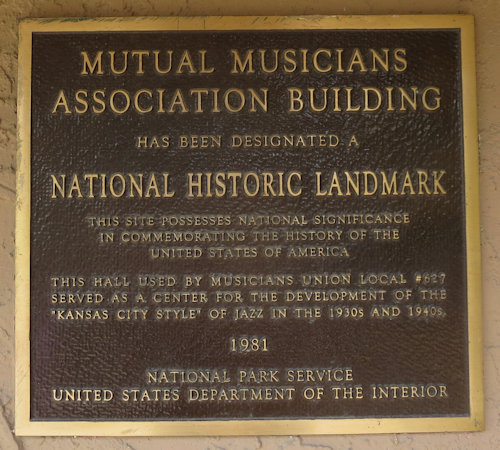 MUTUAL MUSICIANS
ASSOCIATION BUILDING
HAS BEEN DESIGNATED A
NATIONAL HISTORIC LANDMARK
THIS SITE POSSESSES NATIONAL SIGNIFICANCE
IN COMMEMORATING THE HISTORY OF THE
UNITED STATES OF AMERICA
THIS HALL USED BY MUSICIANS UNION LOCAL #627
SERVED AS A CENTER FOR THE DEVELOPMENT OF THE
"KANSAS CITY STYLE" OF JAZZ IN THE 1930s AND 1940s.
1981
NATIONAL PARK SERVICE
UNITED STATES DEPARTMENT OF THE INTERIOR